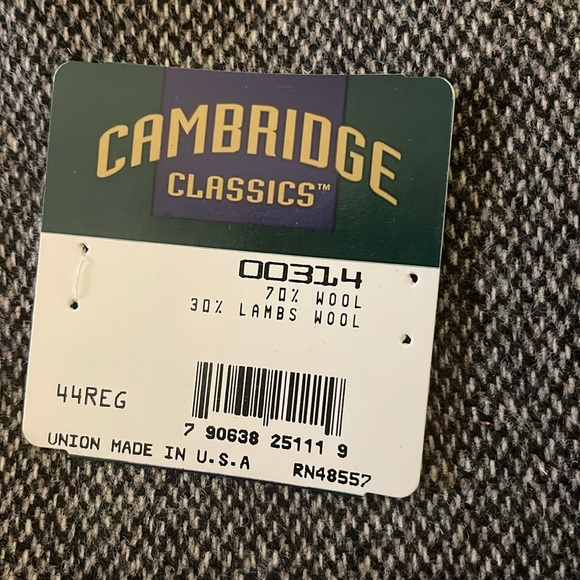 CAMBRIDGE
CLASSICS™
00314
70% WOOL
30% LAMBS WOOL
44REG
7 90638 25111 9
UNION MADE IN U.S.A RN48557